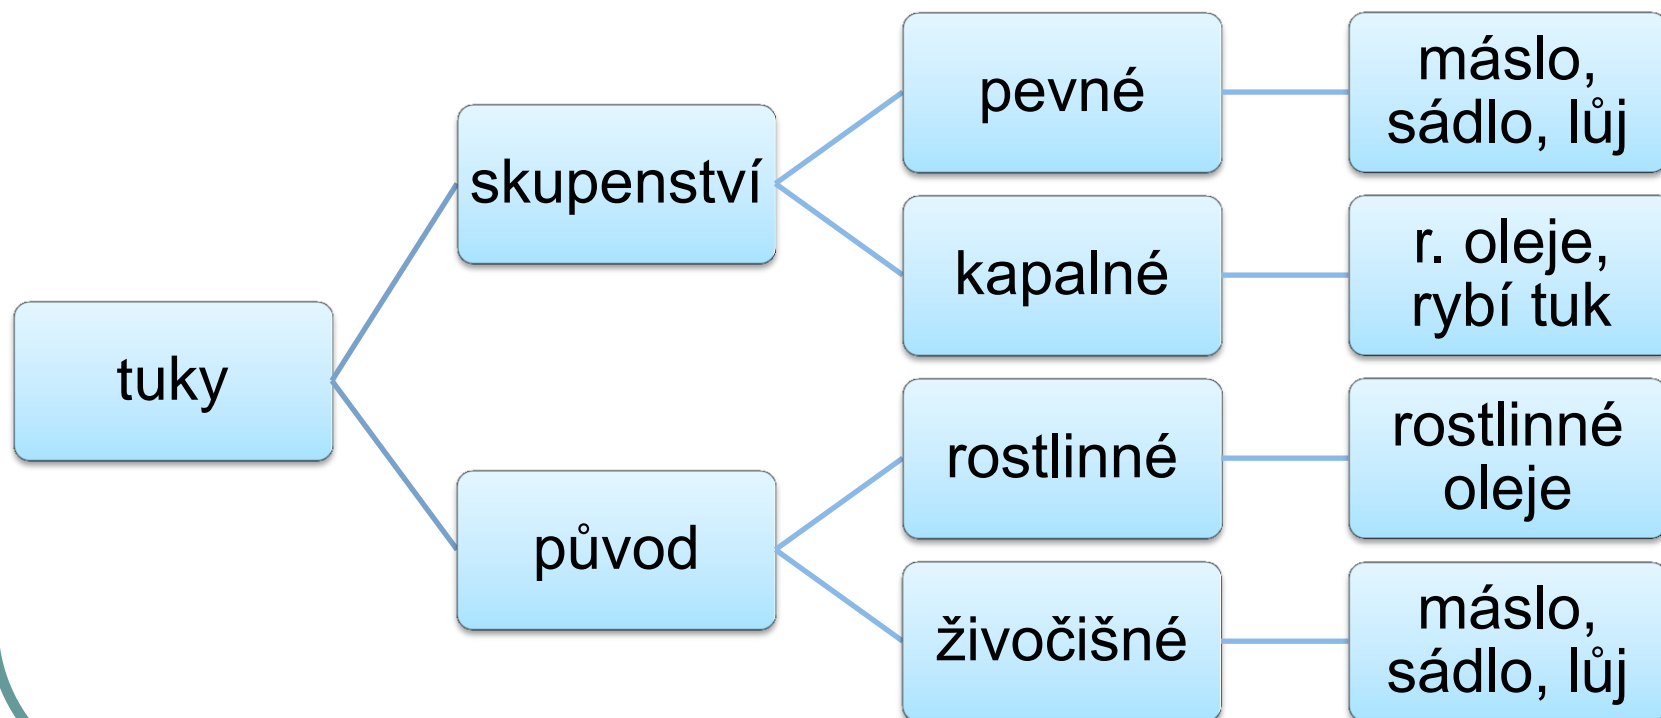 tuky
skupenství
původ
pevné
kapalné
rostlinné
živočišné
máslo,
sádlo, lůj
r. oleje,
rybí tuk
rostlinné
oleje
máslo,
sádlo, lůj